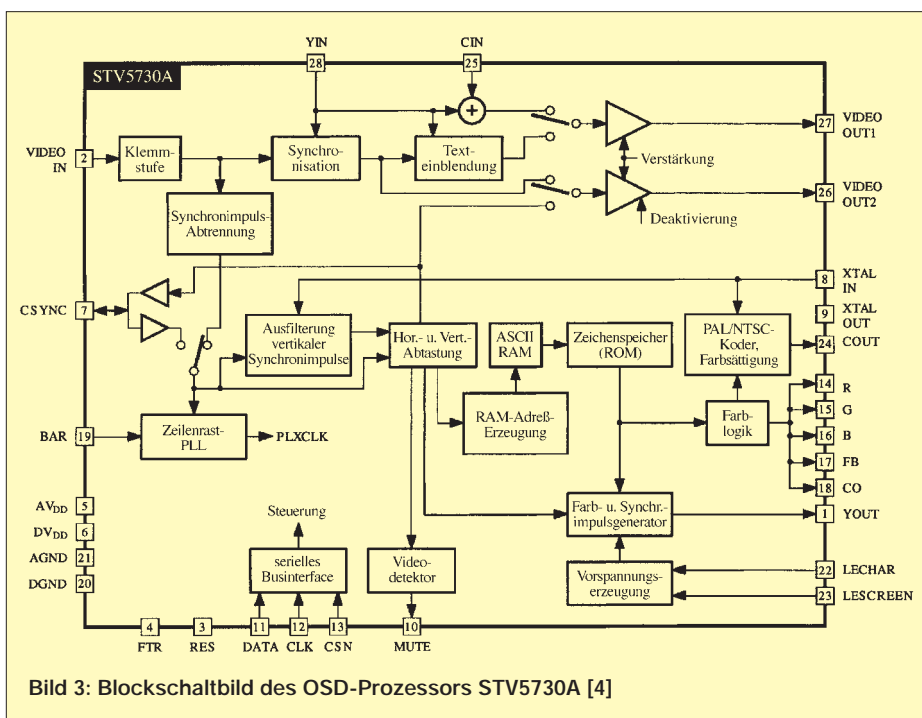 YIN
CIN
28
25
STV5730A
VIDEO
IN
2
Klemm-
stufe
Synchro-
nisation
Text-
einblendung
+
Verstärkung
Deaktivierung
27
VIDEO
OUT1
26
VIDEO
OUT2
Synchronimpuls-
Abtrennung
CSYNC
7
Ausfilterung
vertikaler
Synchronimpulse
Hor.- u. Vert.-
Abtastung
ASCII
RAM
Zeichenspeicher
(ROM)
PAL/NTSC-
Koder,
Farbsättigung
8
XTAL
IN
9
XTAL
OUT
24
COUT
BAR
19
Zeilenrast-
PLL
PLXCLK
RAM-Adreß-
Erzeugung
Farb-
logik
14
R
15
G
16
B
17
FB
18
CO
1
YOUT
AVDD
5
DVDD
6
AGND
21
DGND
20
Steuerung
serielles
Businterface
Video-
detektor
Farb- u. Synchr.-
impulsgenerator
Vorspannungs-
erzeugung
22
LECHAR
23
LESCREEN
4
3
11
12
13
10
FTR
RES
DATA
CLK
CSN
MUTE
Bild 3: Blockschaltbild des OSD-Prozessors STV5730A [4]